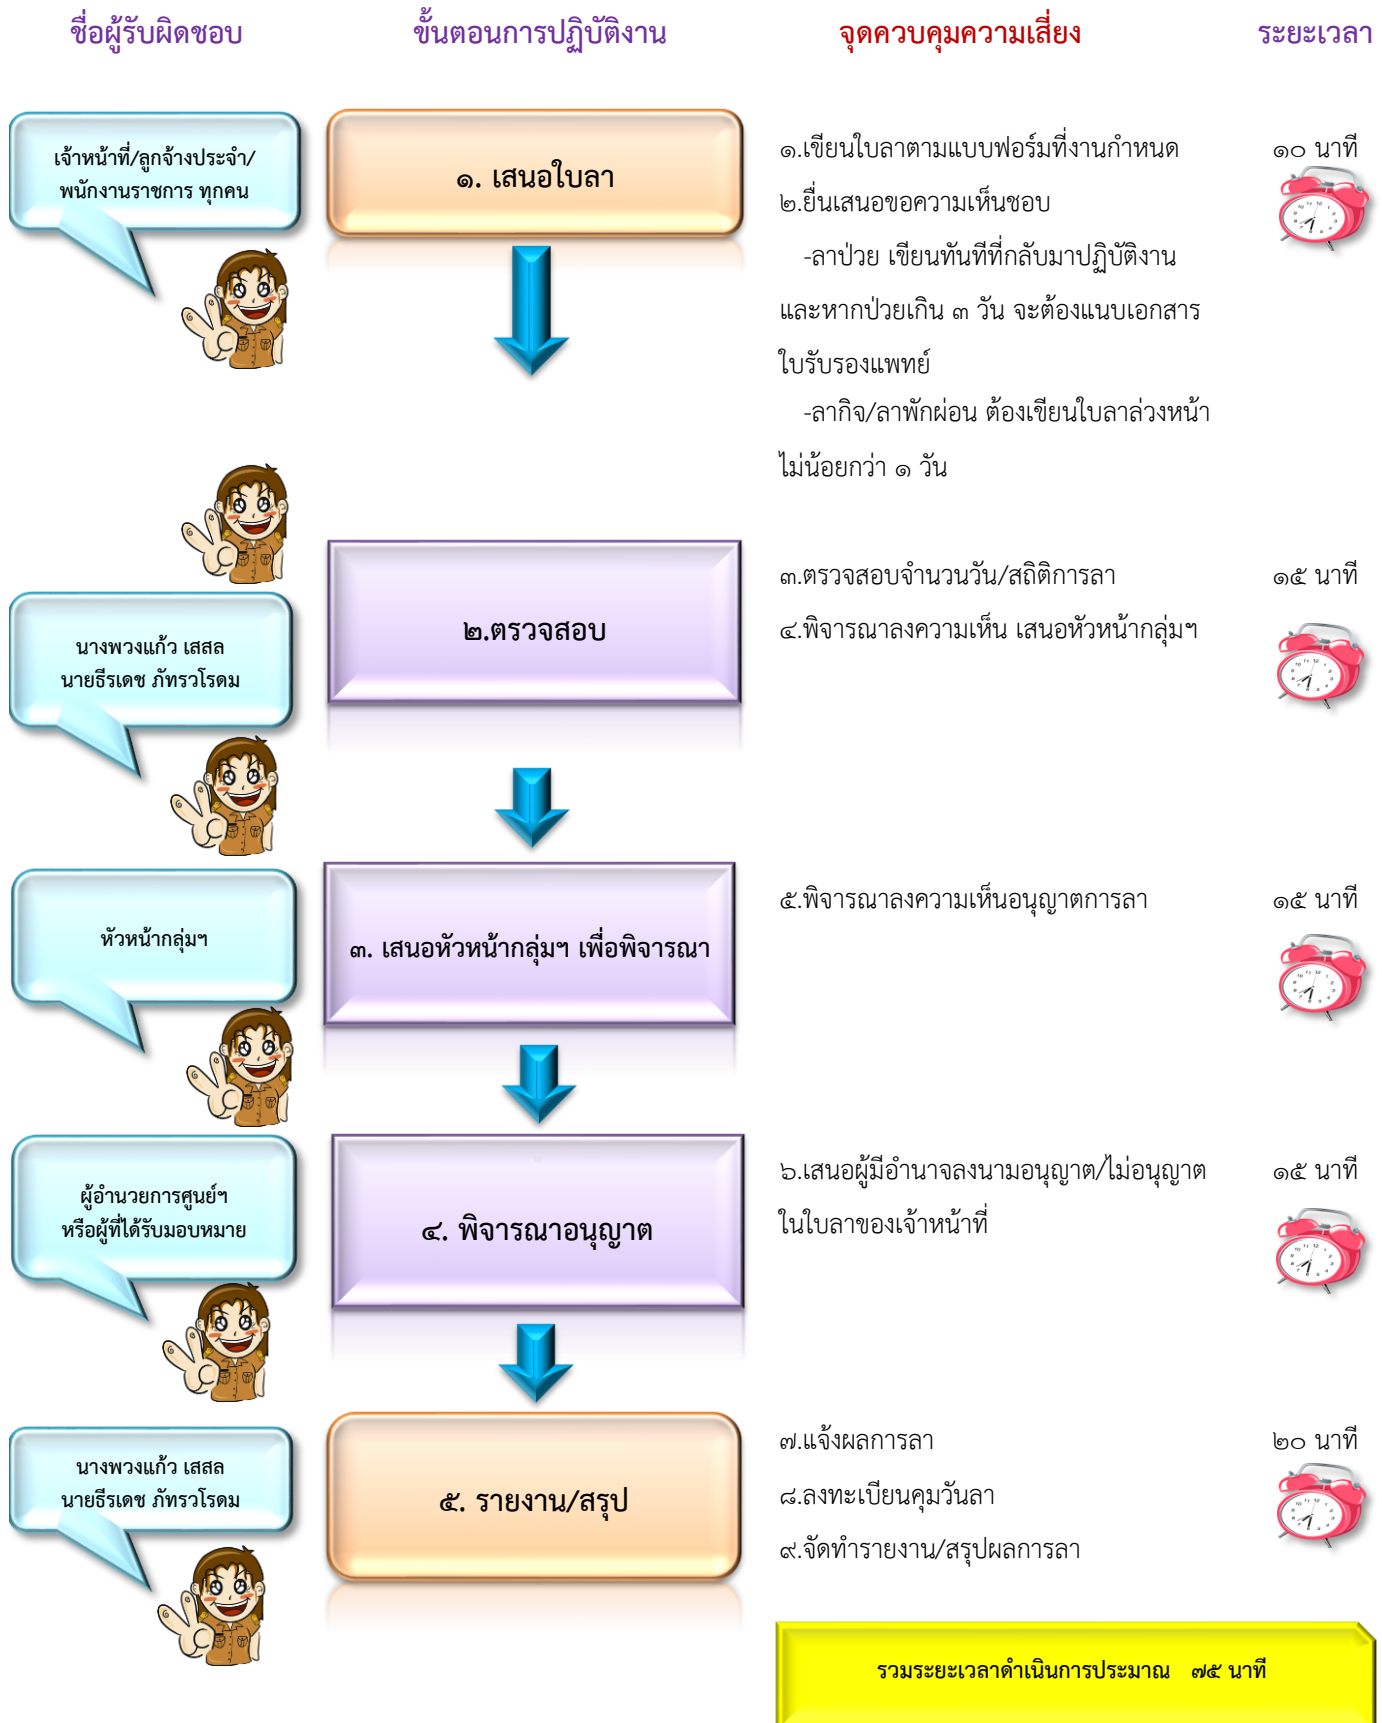 ชื่อผู้รับผิดชอบ ขั้นตอนการปฏิบัติงาน จุดควบคุมความเสี่ยง ระยะเวลา
เจ้าหน้าที่/ลูกจ้างประจำ/
พนักงานราชการ ทุกคน
๑. เสนอใบลา
๑.เขียนใบลาตามแบบฟอร์มที่งานกำหนด
๑๐ นาที
๒.ยื่นเสนอขอความเห็นชอบ
-ลาป่วย เขียนทันทีที่กลับมาปฏิบัติงาน
และหากป่วยเกิน ๓ วัน จะต้องแนบเอกสาร
ใบรับรองแพทย์
-ลากิจ/ลาพักผ่อน ต้องเขียนใบลาล่วงหน้า
ไม่น้อยกว่า ๑ วัน
นางพวงแก้ว เสสล
นายธีรเดช ภัทรวโรดม
๒.ตรวจสอบ
๓.ตรวจสอบจำนวนวัน/สถิติการลา
๑๕ นาที
๔.พิจารณาลงความเห็น เสนอหัวหน้ากลุ่มฯ
หัวหน้ากลุ่มฯ
๓. เสนอหัวหน้ากลุ่มฯ เพื่อพิจารณา
๕.พิจารณาลงความเห็นอนุญาตการลา
๑๕ นาที
ผู้อำนวยการศูนย์ฯ
หรือผู้ที่ได้รับมอบหมาย
๔. พิจารณาอนุญาต
๖.เสนอผู้มีอำนาจลงนามอนุญาต/ไม่อนุญาต
๑๕ นาที
ในใบลาของเจ้าหน้าที่
นางพวงแก้ว เสสล
นายธีรเดช ภัทรวโรดม
๕. รายงาน/สรุป
๗.แจ้งผลการลา
๒๐ นาที
๘.ลงทะเบียนคุมวันลา
๙.จัดทำรายงาน/สรุปผลการลา
รวมระยะเวลาดำเนินการประมาณ ๗๕ นาที